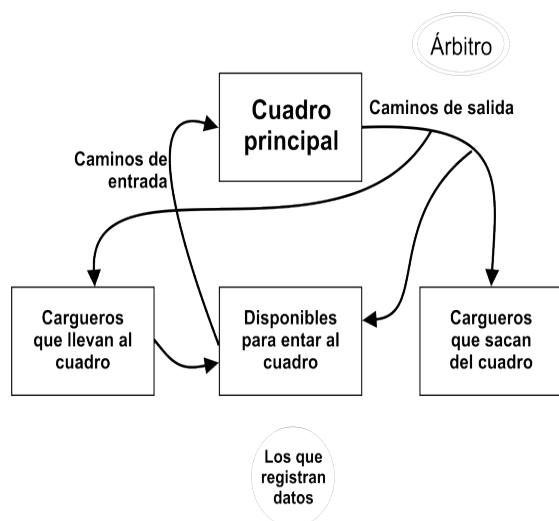 Árbitro
Cuadro
principal
Caminos de salida
Caminos de
entrada
Cargueros
que llevan al
cuadro
Disponibles
para entar al
cuadro
Cargueros
que sacan
del cuadro
Los que
registran
datos